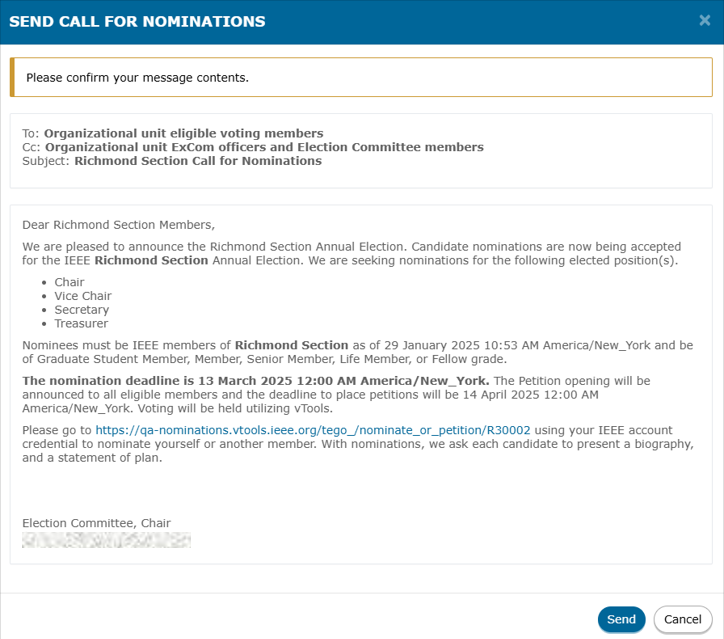 SEND CALL FOR NOMINATIONS ×
Please confirm your message contents.
To: Organizational unit eligible voting members
Cc: Organizational unit ExCom officers and Election Committee members
Subject: Richmond Section Call for Nominations
Dear Richmond Section Members,
We are pleased to announce the Richmond Section Annual Election. Candidate nominations are now being accepted
for the IEEE Richmond Section Annual Election. We are seeking nominations for the following elected position(s).
• Chair
• Vice Chair
• Secretary
• Treasurer
Nominees must be IEEE members of Richmond Section as of 29 January 2025 10:53 AM America/New_York and be
of Graduate Student Member, Member, Senior Member, Life Member, or Fellow grade.
The nomination deadline is 13 March 2025 12:00 AM America/New_York. The Petition opening will be
announced to all eligible members and the deadline to place petitions will be 14 April 2025 12:00 AM
America/New_York. Voting will be held utilizing vTools.
Please go to https://qa-nominations.vtools.ieee.org/tego_/nominate_or_petition/R30002 using your IEEE account
credential to nominate yourself or another member. With nominations, we ask each candidate to present a biography,
and a statement of plan.
Election Committee, Chair
Send Cancel